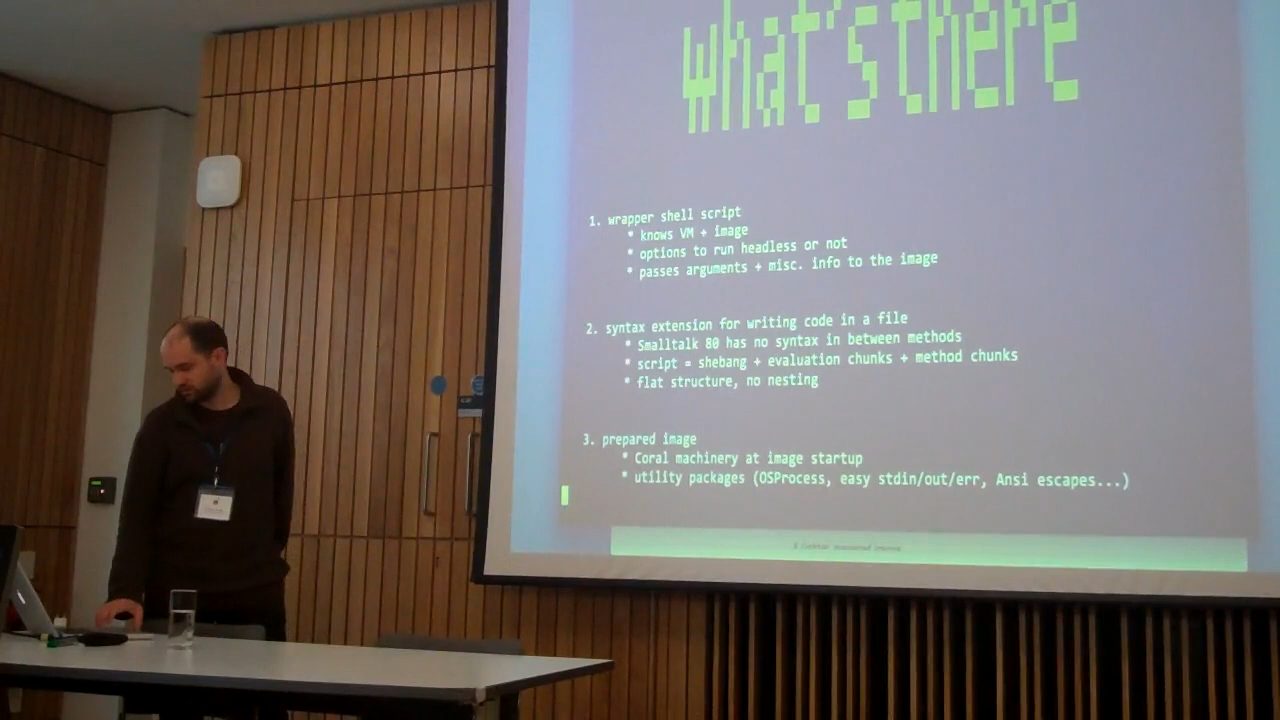 what's there
1. wrapper shell script
* knows VM + image
* options to run headless or not
* passes arguments + misc. info to the image
2. syntax extension for writing code in a file
* Smalltalk 80 has no syntax in between methods
* script = shebang + evaluation chunks + method chunks
* flat structure, no nesting
3. prepared image
* Coral machinery at image startup
* utility packages (OSProcess, easy stdin/out/err, Ansi escapes...)